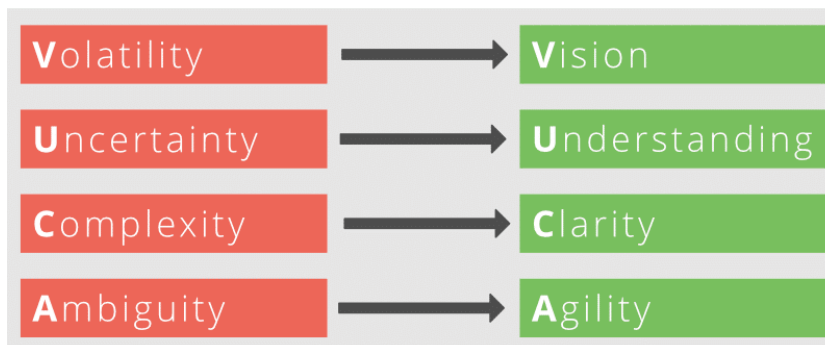 Volatility Vision
Uncertainty Understanding
Complexity Clarity
Ambiguity Agility